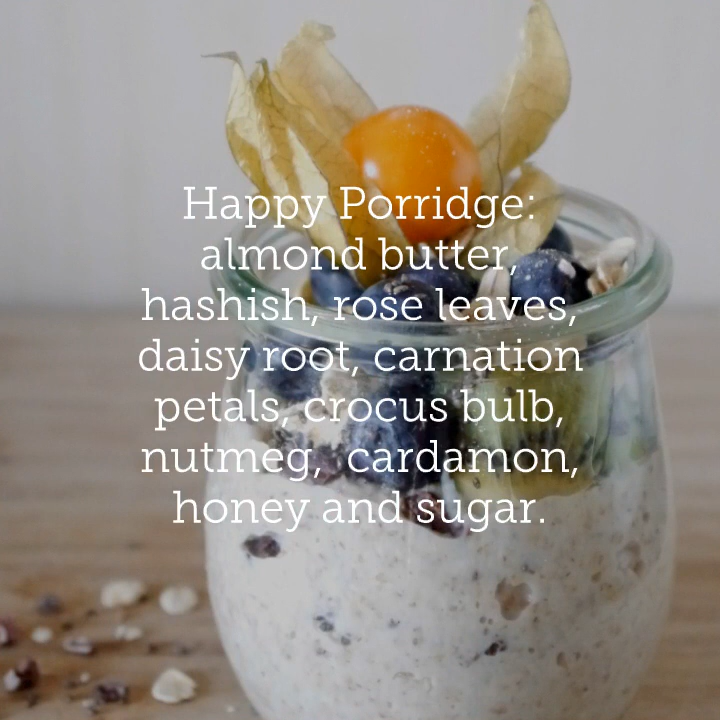 Happy Porridge:
almond butter,
hashish, rose leaves,
daisy root, carnation
petals, crocus bulb,
nutmeg,  cardamon,
honey and sugar.